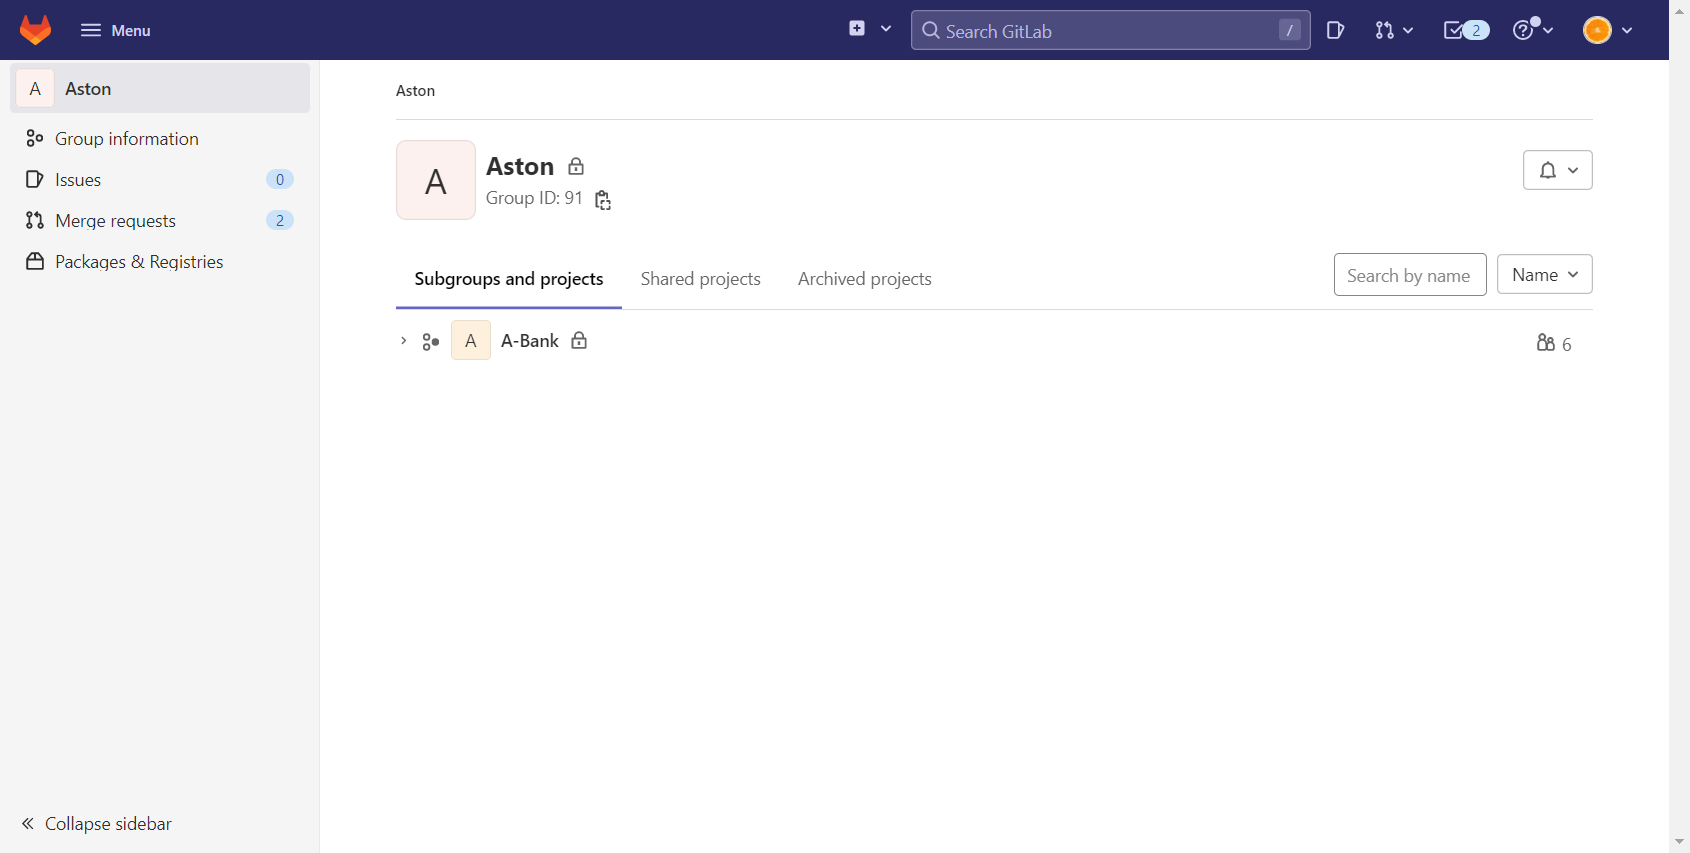 Menu
Search GitLab
/
2
A
Aston
Group information
Issues 0
Merge requests 2
Packages & Registries
Collapse sidebar
Aston
A
Aston
Group ID: 91
Subgroups and projects
Shared projects
Archived projects
Search by name
Name
A
A-Bank
6